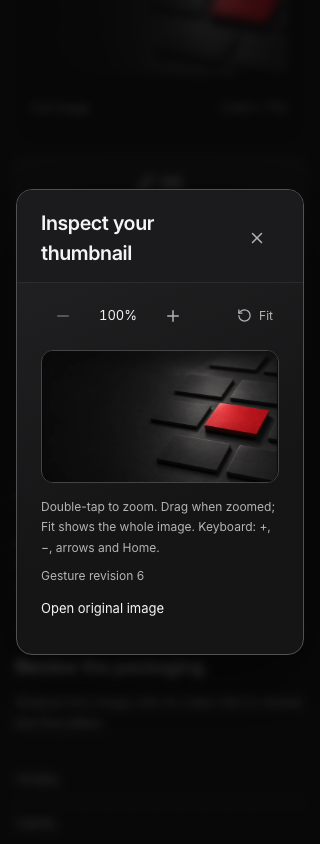 Inspect your
thumbnail
− 100% + Fit
Double-tap to zoom. Drag when zoomed;
Fit shows the whole image. Keyboard: +,
−, arrows and Home.
Gesture revision 6
Open original image